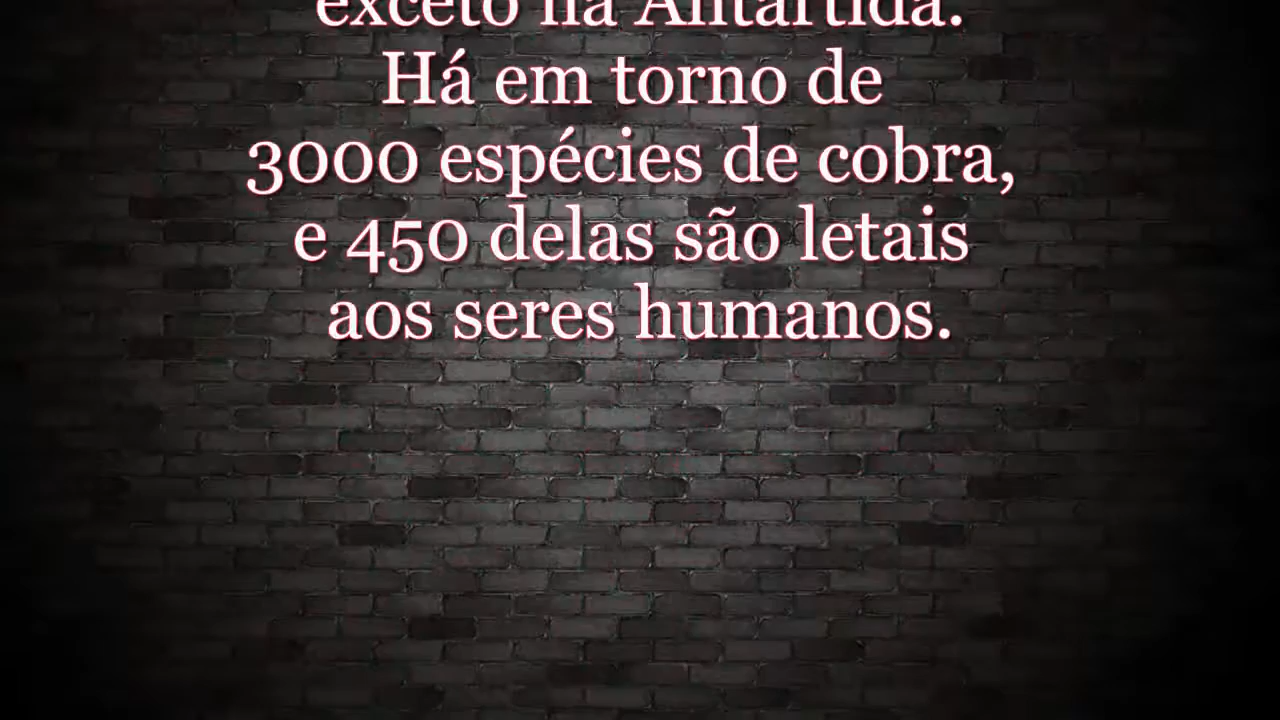 exceto na Antártida.
Há em torno de
3000 espécies de cobra,
e 450 delas são letais
aos seres humanos.